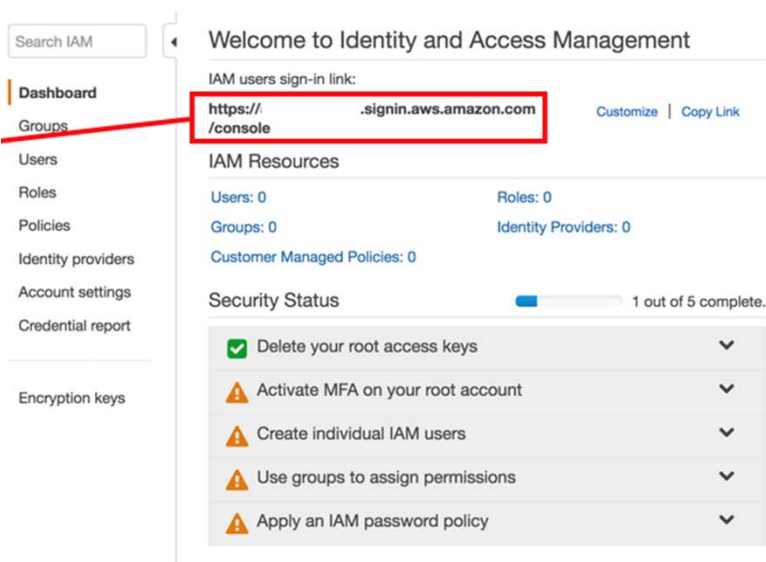 Search IAM
Dashboard
Groups
Users
Roles
Policies
Identity providers
Account settings
Credential report
Encryption keys
Welcome to Identity and Access Management
IAM users sign-in link:
https:// .signin.aws.amazon.com
/console
Customize | Copy Link
IAM Resources
Users: 0 Roles: 0
Groups: 0 Identity Providers: 0
Customer Managed Policies: 0
Security Status 1 out of 5 complete.
Delete your root access keys
Activate MFA on your root account
Create individual IAM users
Use groups to assign permissions
Apply an IAM password policy